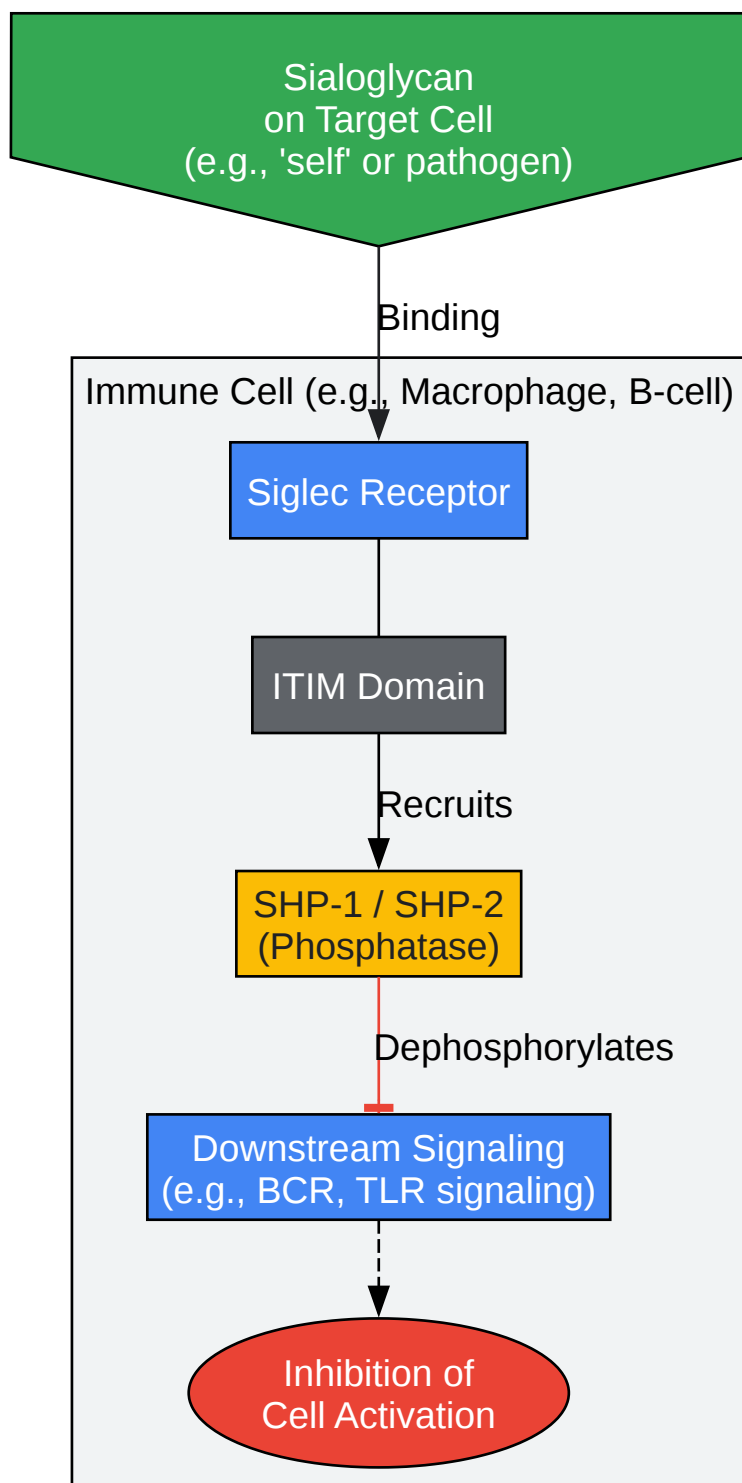 Sialoglycan
on Target Cell
(e.g., 'self' or pathogen)
Binding
Immune Cell (e.g., Macrophage, B-cell)
Siglec Receptor
ITIM Domain
Recruits
SHP-1 / SHP-2
(Phosphatase)
Dephosphorylates
Downstream Signaling
(e.g., BCR, TLR signaling)
Inhibition of
Cell Activation